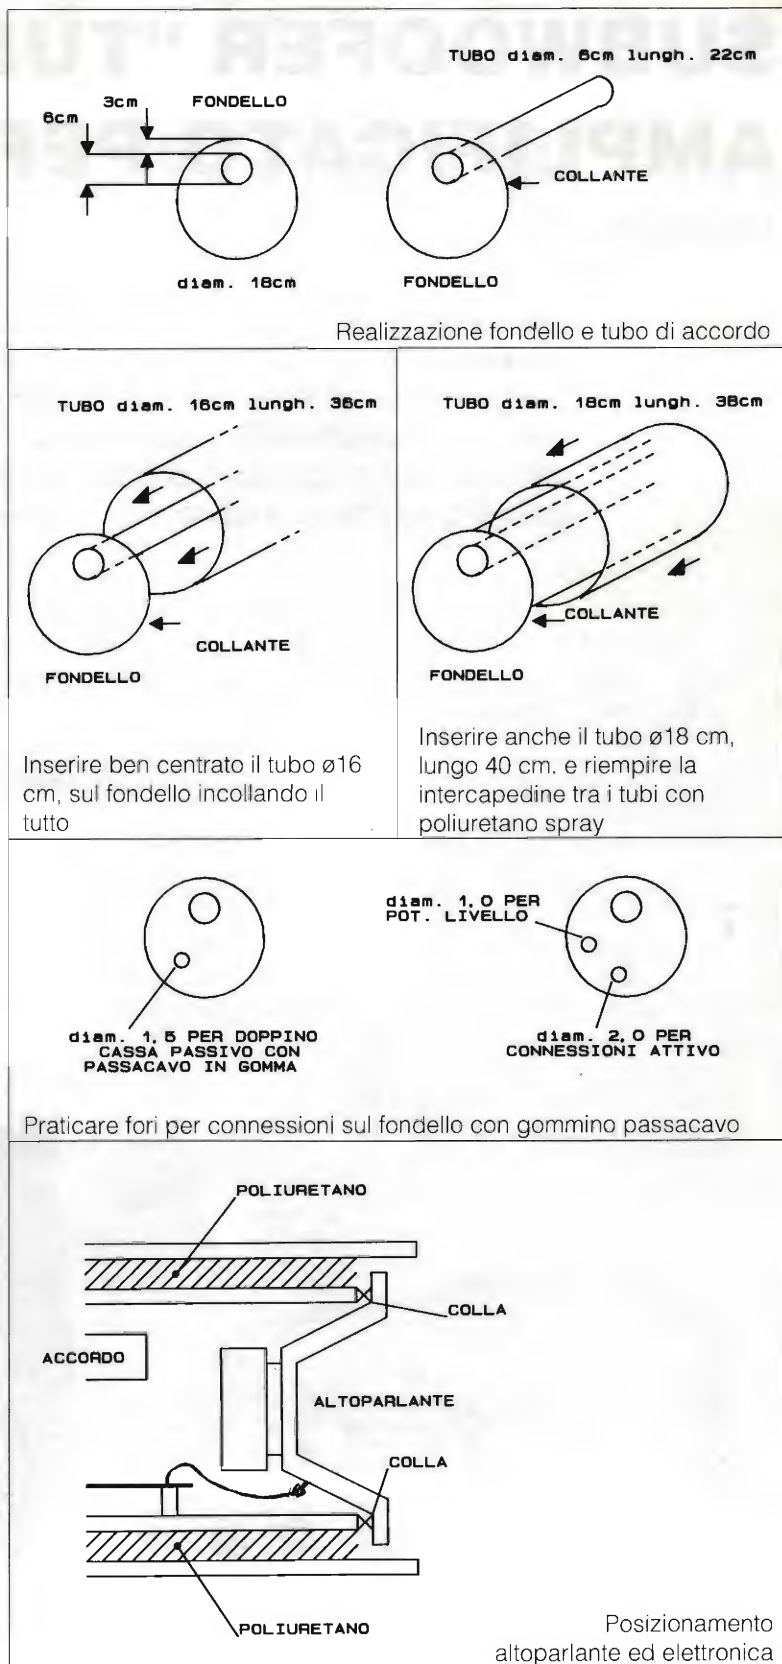 TUBO diam. 6cm lungh. 22cm
3cm
FONDELLO
6cm
COLLANTE
diam. 18cm
FONDELLO
Realizzazione fondello e tubo di accordo
TUBO diam. 16cm lungh. 36cm
COLLANTE
FONDELLO
Inserire ben centrato il tubo ø16
cm, sul fondello incollando il
tutto
TUBO diam. 18cm lungh. 38cm
COLLANTE
FONDELLO
Inserire anche il tubo ø18 cm,
lungo 40 cm. e riempire la
intercapedine tra i tubi con
poliuretano spray
diam. 1,5 PER DOPPINO
CASSA PASSIVO CON
PASSACAVO IN GOMMA
diam. 1,0 PER
POT. LIVELLO
diam. 2,0 PER
CONNESSIONI ATTIVO
Praticare fori per connessioni sul fondello con gommino passacavo
POLIURETANO
COLLA
ACCORDO
ALTOPARLANTE
COLLA
POLIURETANO
Posizionamento
altoparlante ed elettronica